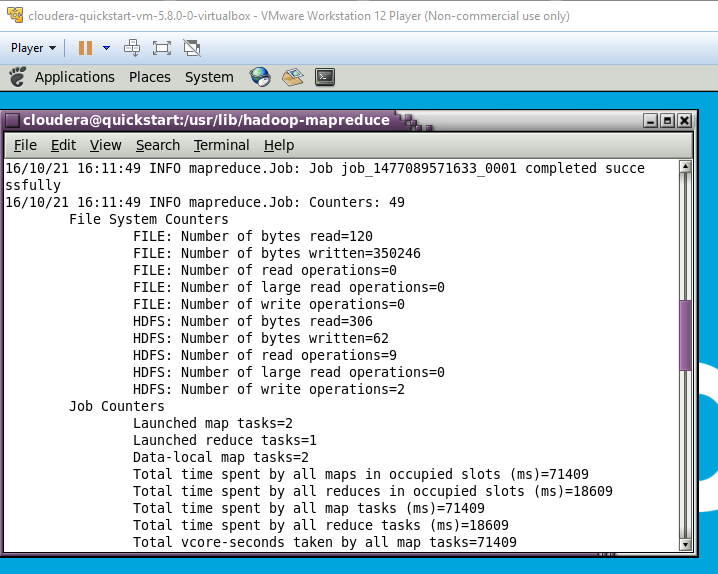 cloudera-quickstart-vm-5.8.0-0-virtualbox - VMware Workstation 12 Player (Non-commercial use only)
Player
Applications Places System
cloudera@quickstart:/usr/lib/hadoop-mapreduce
File Edit View Search Terminal Help
16/10/21 16:11:49 INFO mapreduce.Job: Job job_1477089571633_0001 completed succe
ssfully
16/10/21 16:11:49 INFO mapreduce.Job: Counters: 49
File System Counters
FILE: Number of bytes read=120
FILE: Number of bytes written=350246
FILE: Number of read operations=0
FILE: Number of large read operations=0
FILE: Number of write operations=0
HDFS: Number of bytes read=306
HDFS: Number of bytes written=62
HDFS: Number of read operations=9
HDFS: Number of large read operations=0
HDFS: Number of write operations=2
Job Counters
Launched map tasks=2
Launched reduce tasks=1
Data-local map tasks=2
Total time spent by all maps in occupied slots (ms)=71409
Total time spent by all reduces in occupied slots (ms)=18609
Total time spent by all map tasks (ms)=71409
Total time spent by all reduce tasks (ms)=18609
Total vcore-seconds taken by all map tasks=71409